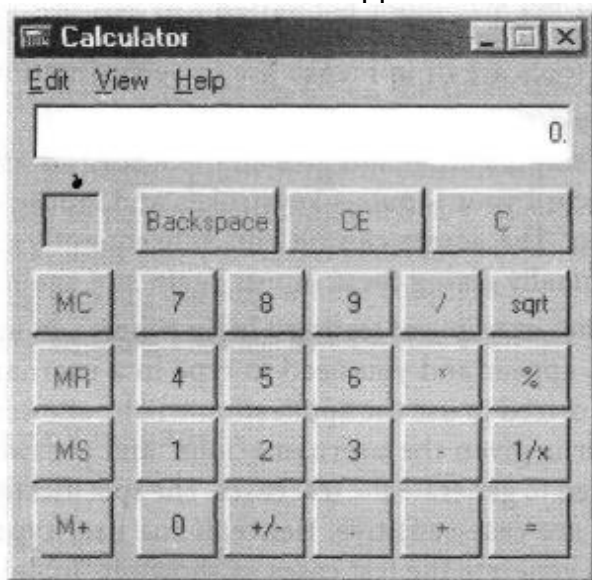 Calculator
Edit View Help
0.
Backspace CE C
MC 7 8 9 / sqrt
MR 4 5 6 * %
MS 1 2 3 - 1/x
M+ 0 +/- . + =